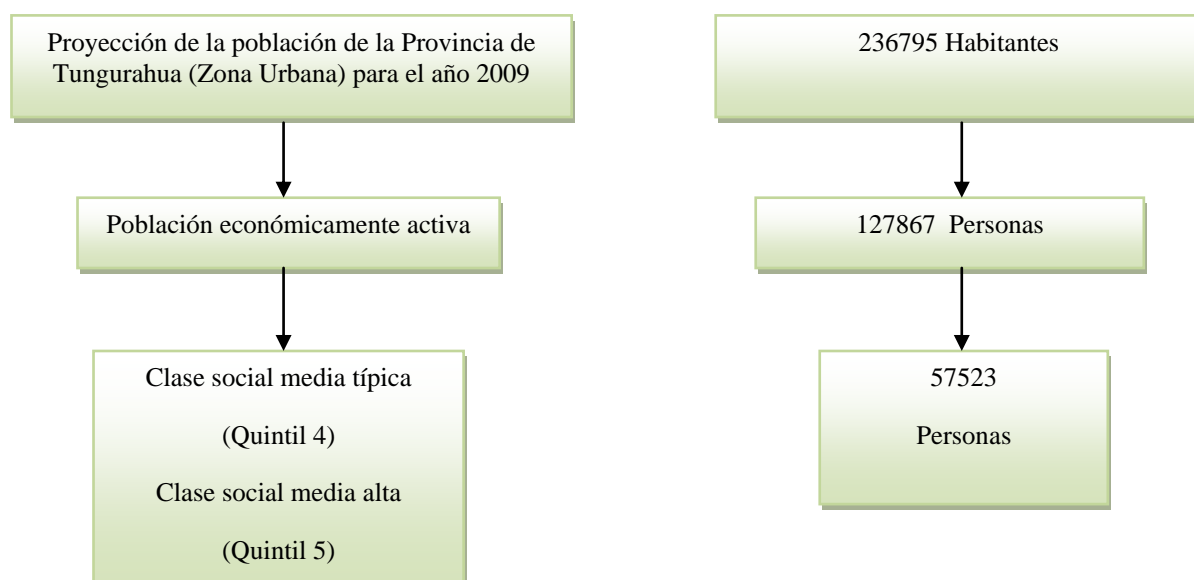 Proyección de la población de la Provincia de
Tungurahua (Zona Urbana) para el año 2009
236795 Habitantes
Población económicamente activa
127867 Personas
Clase social media típica
(Quintil 4)
Clase social media alta
(Quintil 5)
57523
Personas